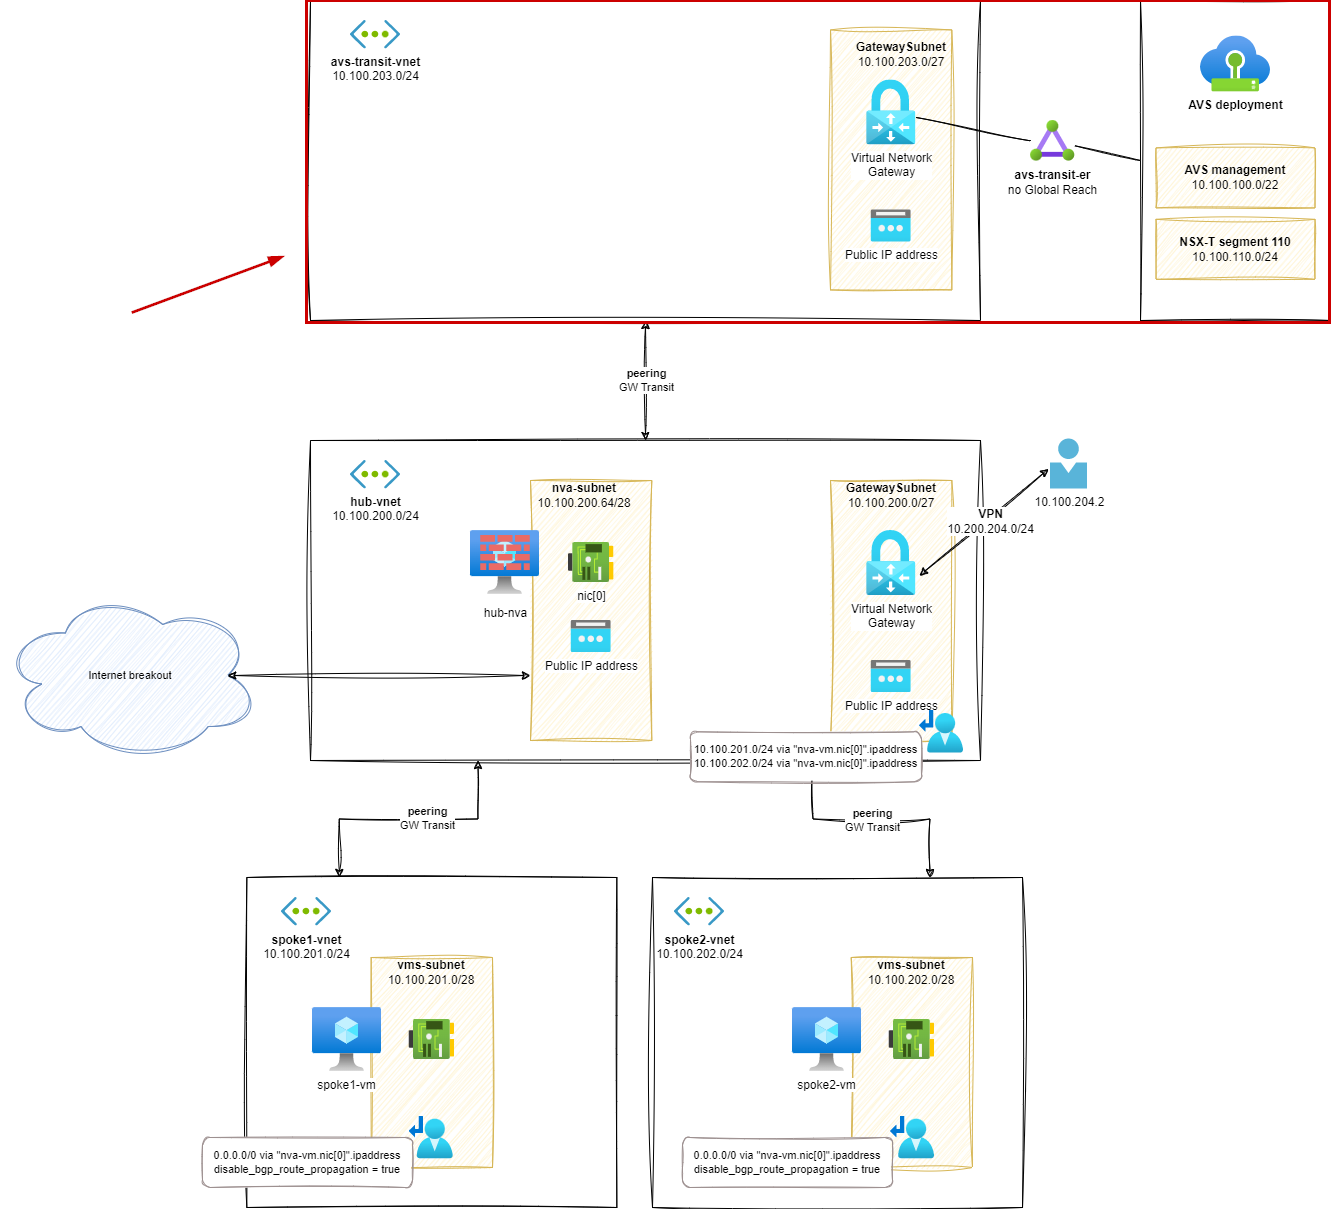 avs-transit-vnet
10.100.203.0/24
GatewaySubnet
10.100.203.0/27
Virtual Network
Gateway
Public IP address
avs-transit-er
no Global Reach
AVS deployment
AVS management
10.100.100.0/22
NSX-T segment 110
10.100.110.0/24
peering
GW Transit
hub-vnet
10.100.200.0/24
nva-subnet
10.100.200.64/28
hub-nva
nic[0]
Public IP address
GatewaySubnet
10.100.200.0/27
Virtual Network
Gateway
Public IP address
VPN
10.200.204.0/24
10.100.204.2
Internet breakout
10.100.201.0/24 via "nva-vm.nic[0]".ipaddress
10.100.202.0/24 via "nva-vm.nic[0]".ipaddress
peering
GW Transit
peering
GW Transit
spoke1-vnet
10.100.201.0/24
vms-subnet
10.100.201.0/28
spoke1-vm
0.0.0.0/0 via "nva-vm.nic[0]".ipaddress
disable_bgp_route_propagation = true
spoke2-vnet
10.100.202.0/24
vms-subnet
10.100.202.0/28
spoke2-vm
0.0.0.0/0 via "nva-vm.nic[0]".ipaddress
disable_bgp_route_propagation = true